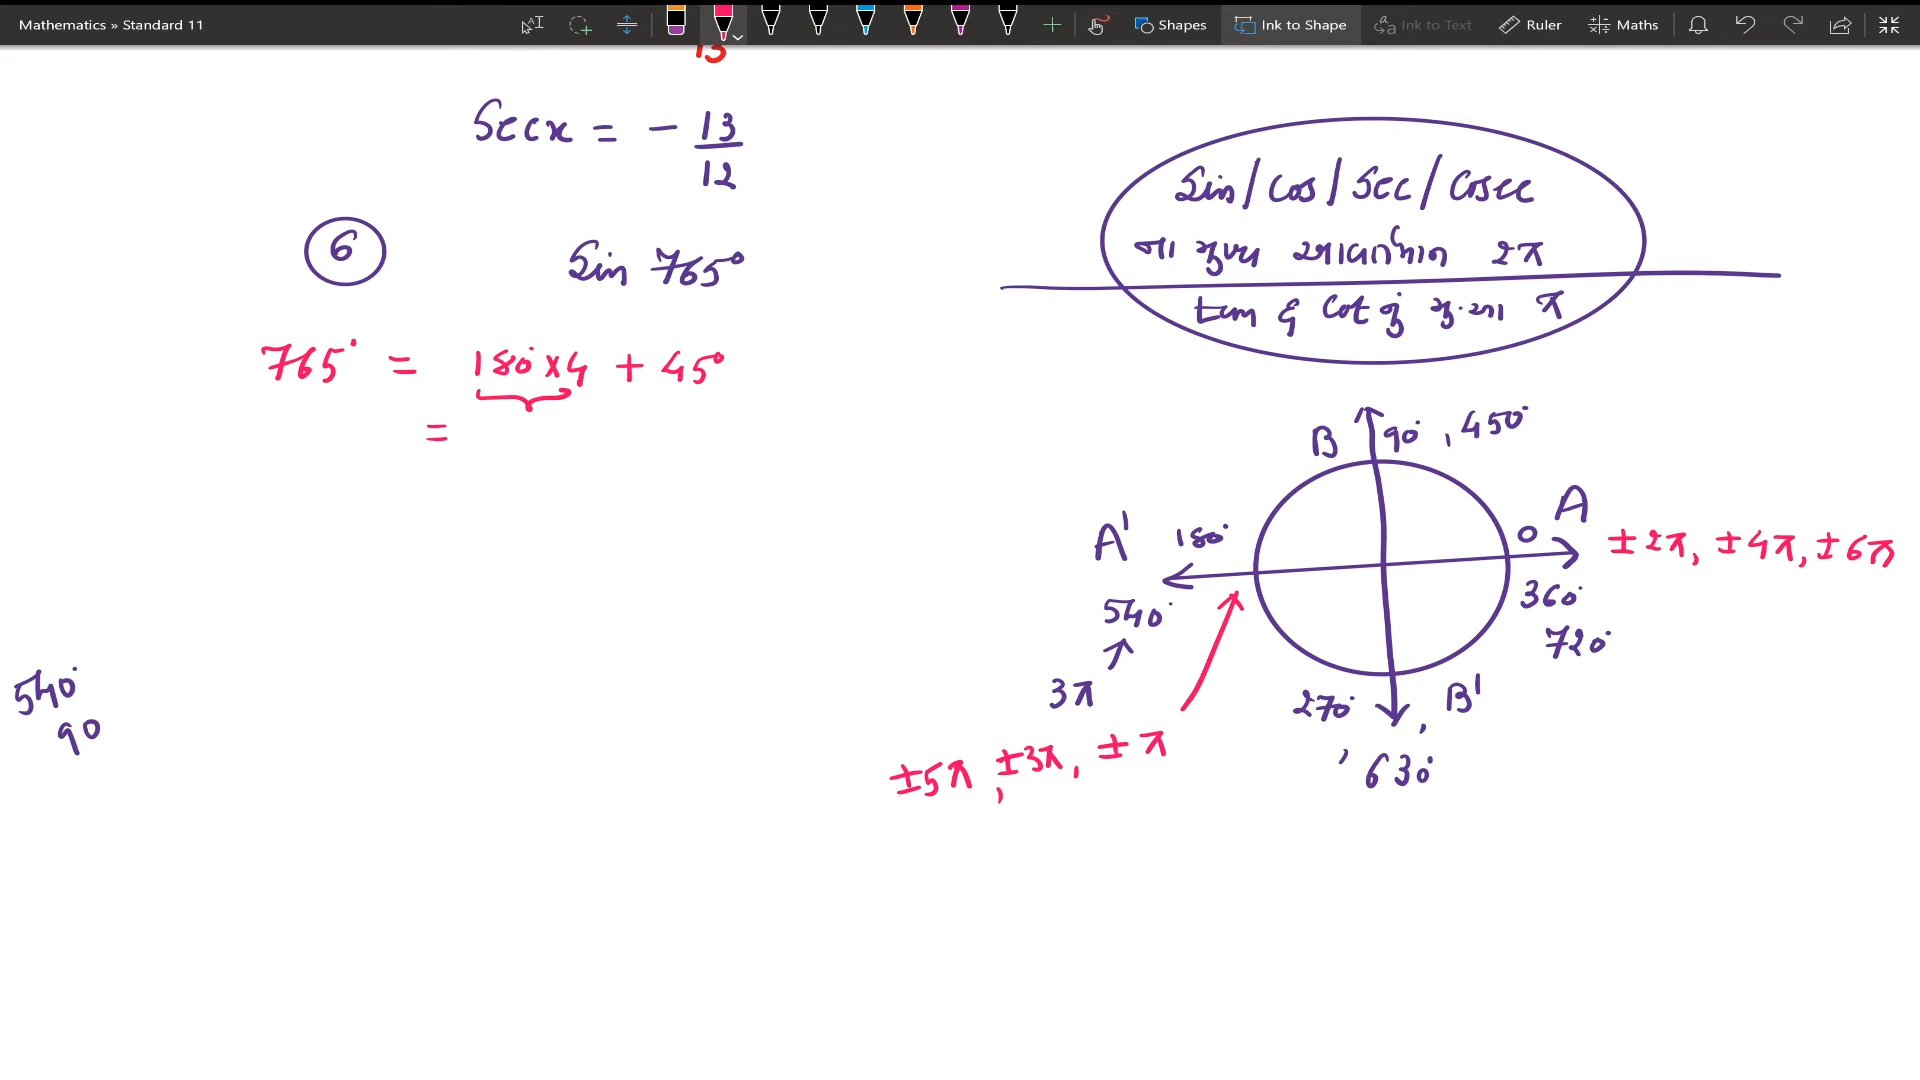 Mathematics » Standard 11
Shapes
Ink to Shape
Ink to Text
Ruler
Maths
13
Secx = - 13/12
6
Sin 765°
765° = 180° × 4 + 45°
=
Sin/Cos/Sec/Cosec
ના મુખ્ય આવર્તમાન 2π
tan & Cot નું મુ.આ π
B 90°, 450°
A' 180°
540°
3π
A
0
±2π, ±4π, ±6π
360°
720°
270°
B'
, 630°
±5π, ±3π, ±π
540°
90